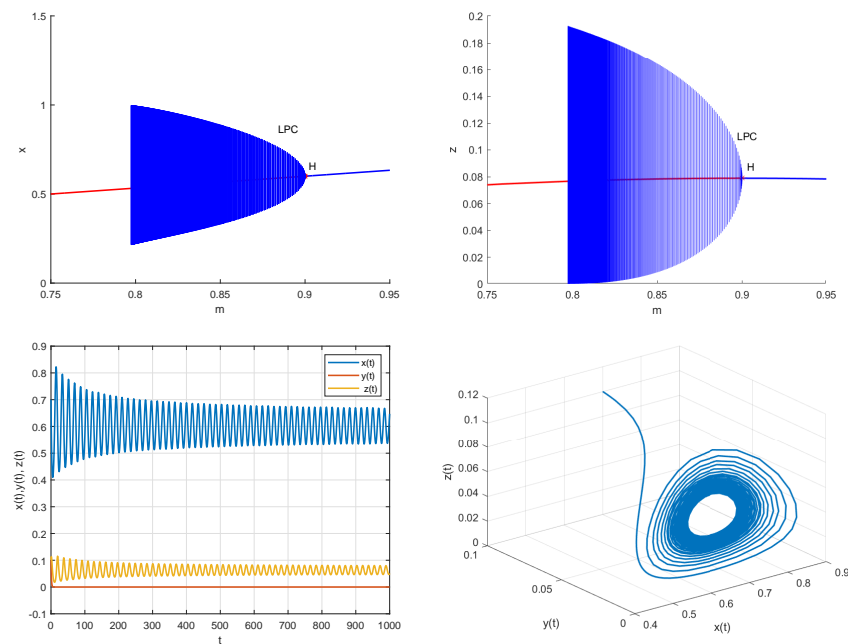 1.5
1
0.5
0
x
LPC
H
0.75 0.8 0.85 0.9 0.95
m
0.2
0.18
0.16
0.14
0.12
0.1
0.08
0.06
0.04
0.02
0
z
LPC
H
0.75 0.8 0.85 0.9 0.95
m
0.9
0.8
0.7
0.6
0.5
0.4
0.3
0.2
0.1
0
-0.1
x(t),y(t), z(t)
x(t)
y(t)
z(t)
0 100 200 300 400 500 600 700 800 900 1000
t
0.12
0.1
0.08
0.06
0.04
0.02
0
z(t)
0.1
0.05
0
y(t)
0.4 0.5 0.6 0.7 0.8 0.9
x(t)